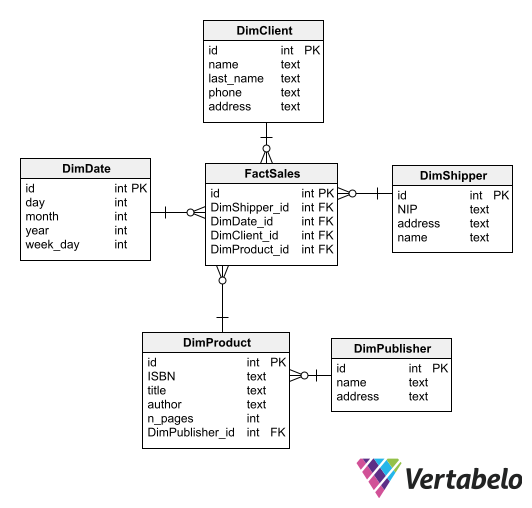 DimClient
id int PK
name text
last_name text
phone text
address text
DimDate
id int PK
day int
month int
year int
week_day int
FactSales
id int PK
DimShipper_id int FK
DimDate_id int FK
DimClient_id int FK
DimProduct_id int FK
DimShipper
id int PK
NIP text
address text
name text
DimProduct
id int PK
ISBN text
title text
author text
n_pages int
DimPublisher_id int FK
DimPublisher
id int PK
name text
address text
Vertabelo